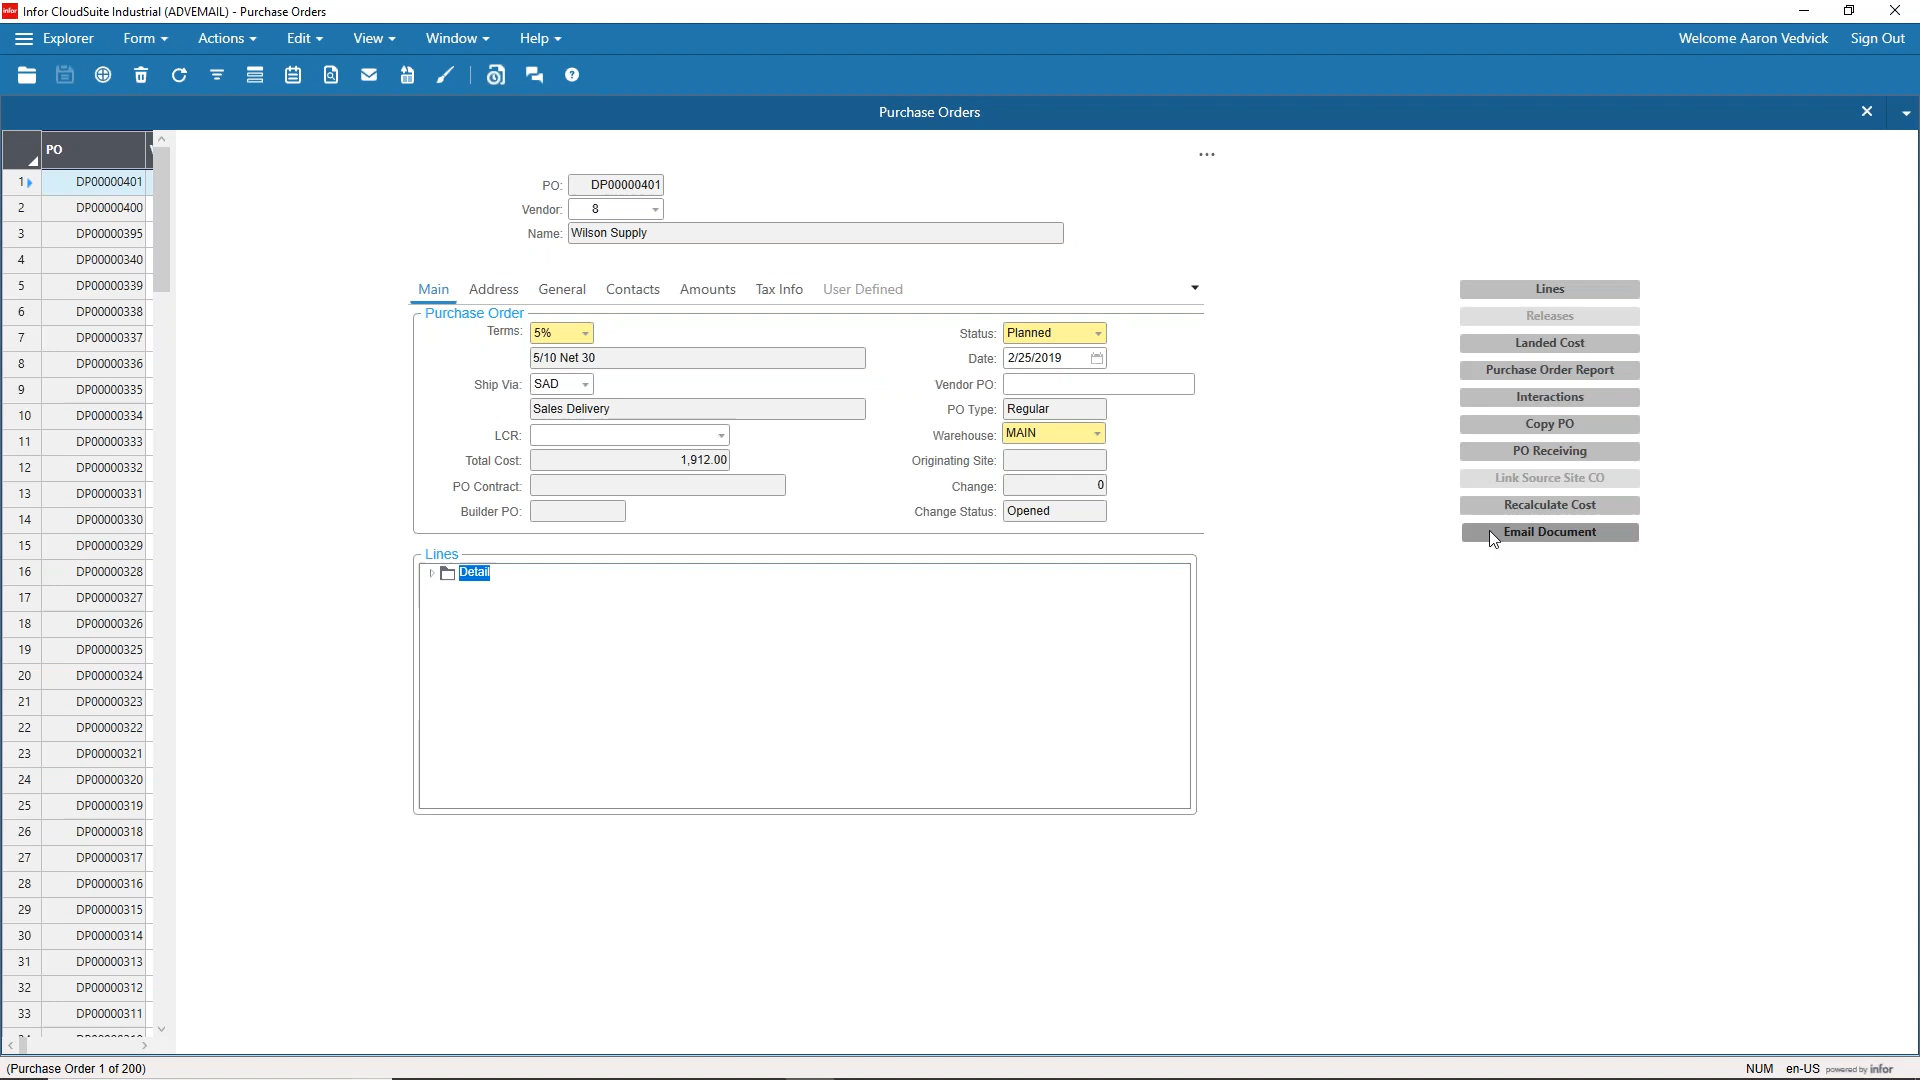 infor Infor CloudSuite Industrial (ADVEMAIL) - Purchase Orders
Explorer Form Actions Edit View Window Help Welcome Aaron Vedvick Sign Out
Purchase Orders
PO
1 DP00000401
2 DP00000400
3 DP00000395
4 DP00000340
5 DP00000339
6 DP00000338
7 DP00000337
8 DP00000336
9 DP00000335
10 DP00000334
11 DP00000333
12 DP00000332
13 DP00000331
14 DP00000330
15 DP00000329
16 DP00000328
17 DP00000327
18 DP00000326
19 DP00000325
20 DP00000324
21 DP00000323
22 DP00000322
23 DP00000321
24 DP00000320
25 DP00000319
26 DP00000318
27 DP00000317
28 DP00000316
29 DP00000315
30 DP00000314
31 DP00000313
32 DP00000312
33 DP00000311
PO: DP00000401
Vendor: 8
Name: Wilson Supply
Main Address General Contacts Amounts Tax Info User Defined
Purchase Order
Terms: 5%
5/10 Net 30
Ship Via: SAD
Sales Delivery
LCR:
Total Cost: 1,912.00
PO Contract:
Builder PO:
Status: Planned
Date: 2/25/2019
Vendor PO:
PO Type: Regular
Warehouse: MAIN
Originating Site:
Change: 0
Change Status: Opened
Lines
Detail
Lines
Releases
Landed Cost
Purchase Order Report
Interactions
Copy PO
PO Receiving
Link Source Site CO
Recalculate Cost
Email Document
(Purchase Order 1 of 200) NUM en-US powered by infor